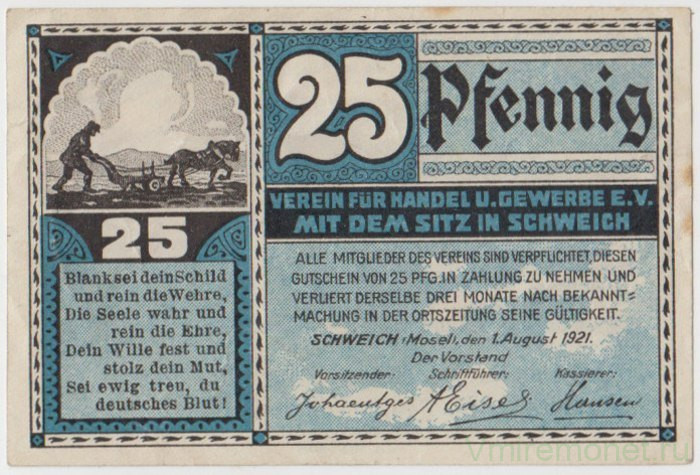 25 Pfennig
VEREIN FÜR HANDEL U. GEWERBE E.V.
MIT DEM SITZ IN SCHWEICH
25
Blank sei dein Schild
und rein die Wehre,
Die Seele wahr und
rein die Ehre,
Dein Wille fest und
stolz dein Mut,
Sei ewig treu, du
deutsches Blut!
ALLE MITGLIEDER DES VEREINS SIND VERPFLICHTET, DIESEN
GUTSCHEIN VON 25 PFG. IN ZAHLUNG ZU NEHMEN UND
VERLIERT DERSELBE DREI MONATE NACH BEKANNT=
MACHUNG IN DER ORTSZEITUNG SEINE GÜLTIGKEIT.
SCHWEICH (Mosel), den 1. August 1921.
Der Vorstand
Vorsitzender: Schriftführer: Kassierer:
A Eisel Hansen
vmiremonet.ru